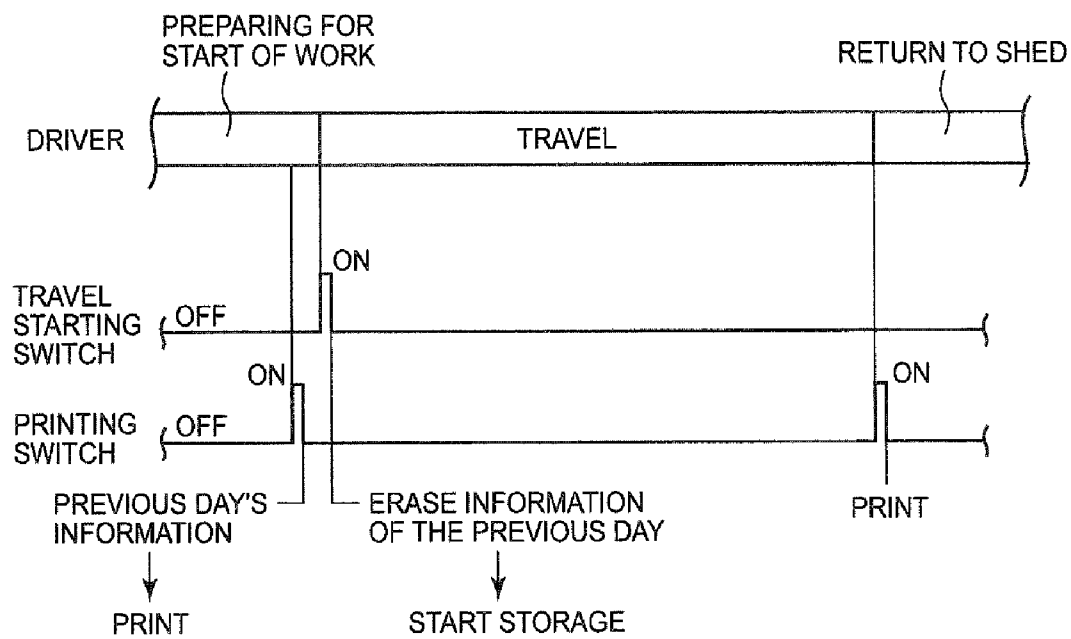 PREPARING FOR
START OF WORK
RETURN TO SHED
DRIVER
TRAVEL
ON
TRAVEL
STARTING
SWITCH
OFF
ON
ON
PRINTING
SWITCH
OFF
PREVIOUS DAY'S
INFORMATION
ERASE INFORMATION
OF THE PREVIOUS DAY
PRINT
PRINT
START STORAGE